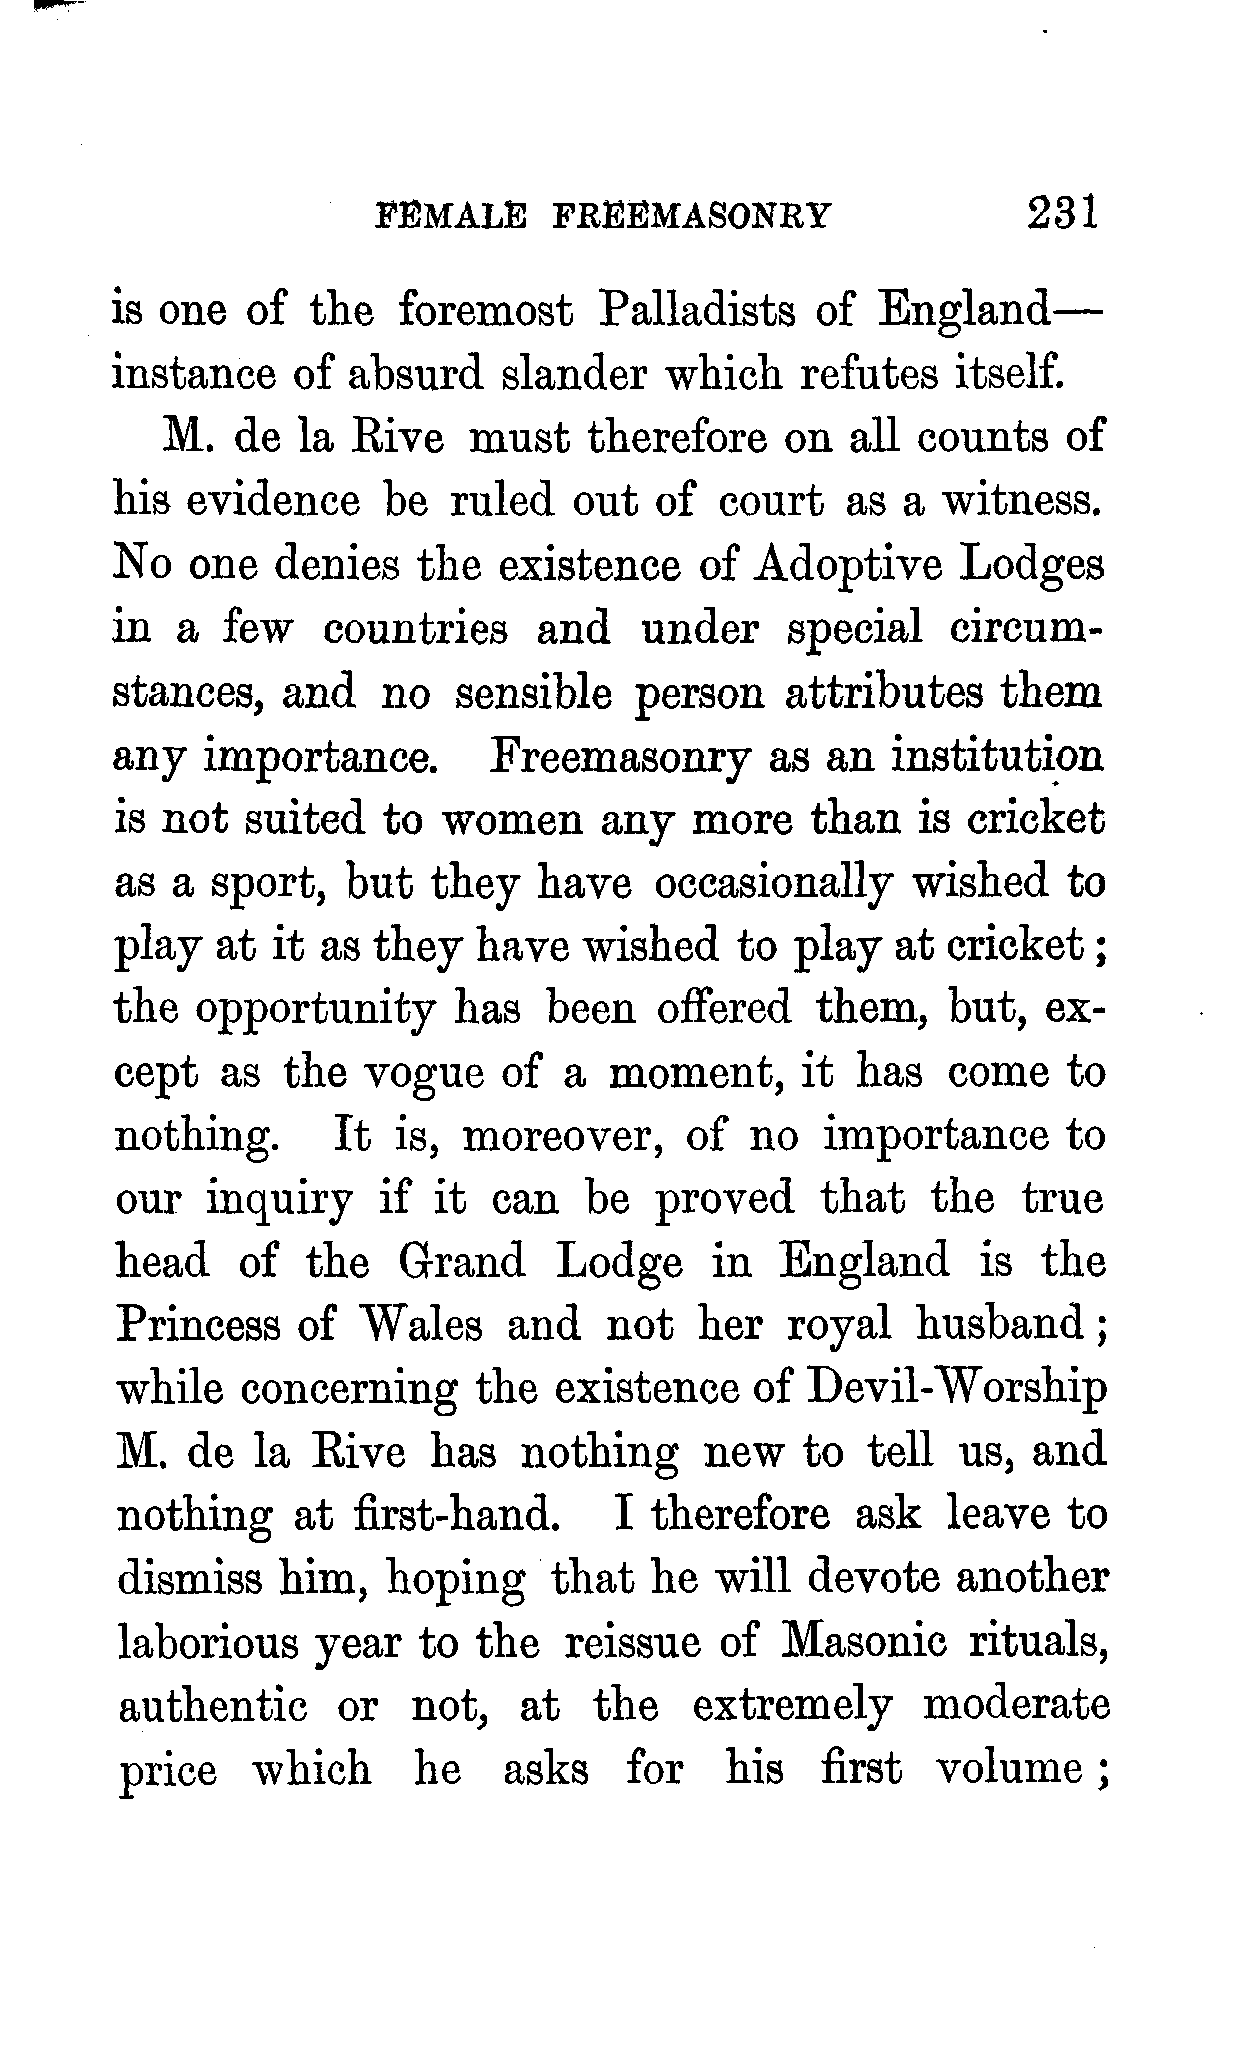 FEMALE FREEMASONRY 231
is one of the foremost Palladists of England—
instance of absurd slander which refutes itself.
M. de la Rive must therefore on all counts of
his evidence be ruled out of court as a witness.
No one denies the existence of Adoptive Lodges
in a few countries and under special circum-
stances, and no sensible person attributes them
any importance. Freemasonry as an institution
is not suited to women any more than is cricket
as a sport, but they have occasionally wished to
play at it as they have wished to play at cricket ;
the opportunity has been offered them, but, ex-
cept as the vogue of a moment, it has come to
nothing. It is, moreover, of no importance to
our inquiry if it can be proved that the true
head of the Grand Lodge in England is the
Princess of Wales and not her royal husband ;
while concerning the existence of Devil-Worship
M. de la Rive has nothing new to tell us, and
nothing at first-hand. I therefore ask leave to
dismiss him, hoping that he will devote another
laborious year to the reissue of Masonic rituals,
authentic or not, at the extremely moderate
price which he asks for his first volume ;